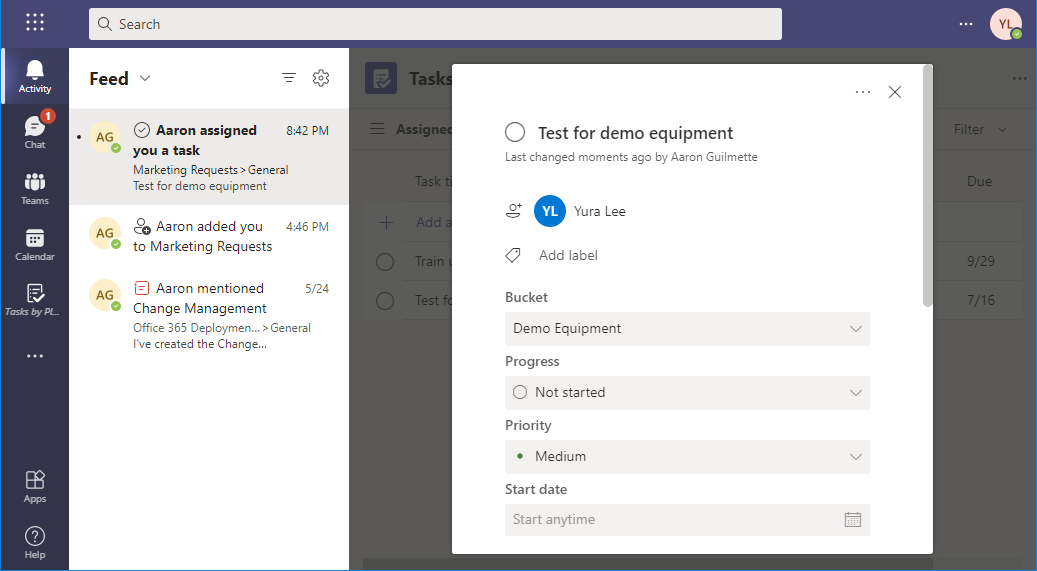 Search
YL
Activity
1
Chat
Teams
Calendar
Tasks by Pl...
Apps
Help
Feed
AG
Aaron assigned
you a task
8:42 PM
Marketing Requests > General
Test for demo equipment
AG
Aaron added you
to Marketing Requests
4:46 PM
AG
Aaron mentioned
Change Management
5/24
Office 365 Deploymen... > General
I've created the Change...
Tasks
Assigned
Filter
Task ti
Due
Add a
Train u
9/29
Test fo
7/16
Test for demo equipment
Last changed moments ago by Aaron Guilmette
YL
Yura Lee
Add label
Bucket
Demo Equipment
Progress
Not started
Priority
Medium
Start date
Start anytime